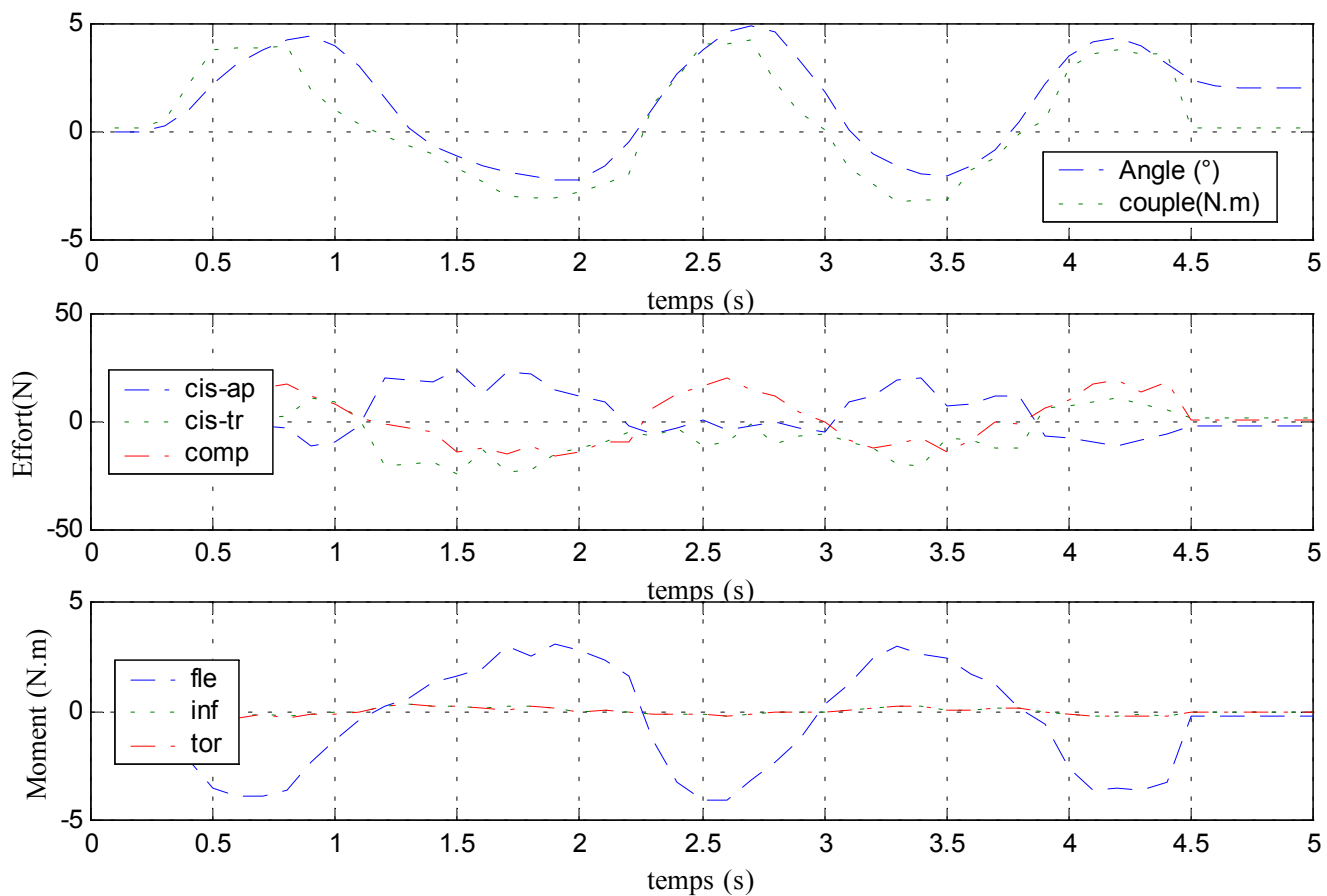 5
0
-5
Angle (°)
couple(N.m)
0 0.5 1 1.5 2 2.5 3 3.5 4 4.5 5
temps (s)
Effort(N)
50
0
-50
cis-ap
cis-tr
comp
0 0.5 1 1.5 2 2.5 3 3.5 4 4.5 5
temps (s)
Moment (N.m)
5
0
-5
fle
inf
tor
0 0.5 1 1.5 2 2.5 3 3.5 4 4.5 5
temps (s)